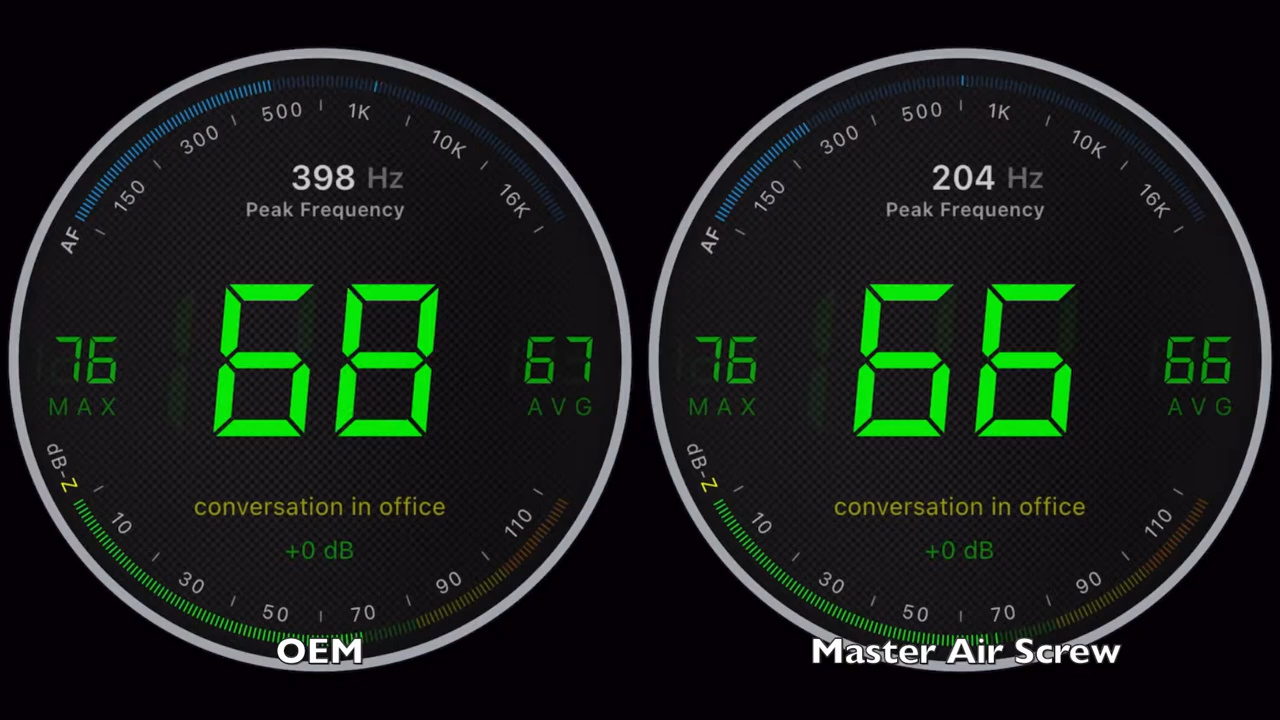 AF
150
300
500
1K
10K
16K
398 Hz
Peak Frequency
76
MAX
68
67
AVG
dB-Z
conversation in office
+0 dB
10
30
50
70
90
110
OEM
AF
150
300
500
1K
10K
16K
204 Hz
Peak Frequency
76
MAX
66
66
AVG
dB-Z
conversation in office
+0 dB
10
30
50
70
90
110
Master Air Screw